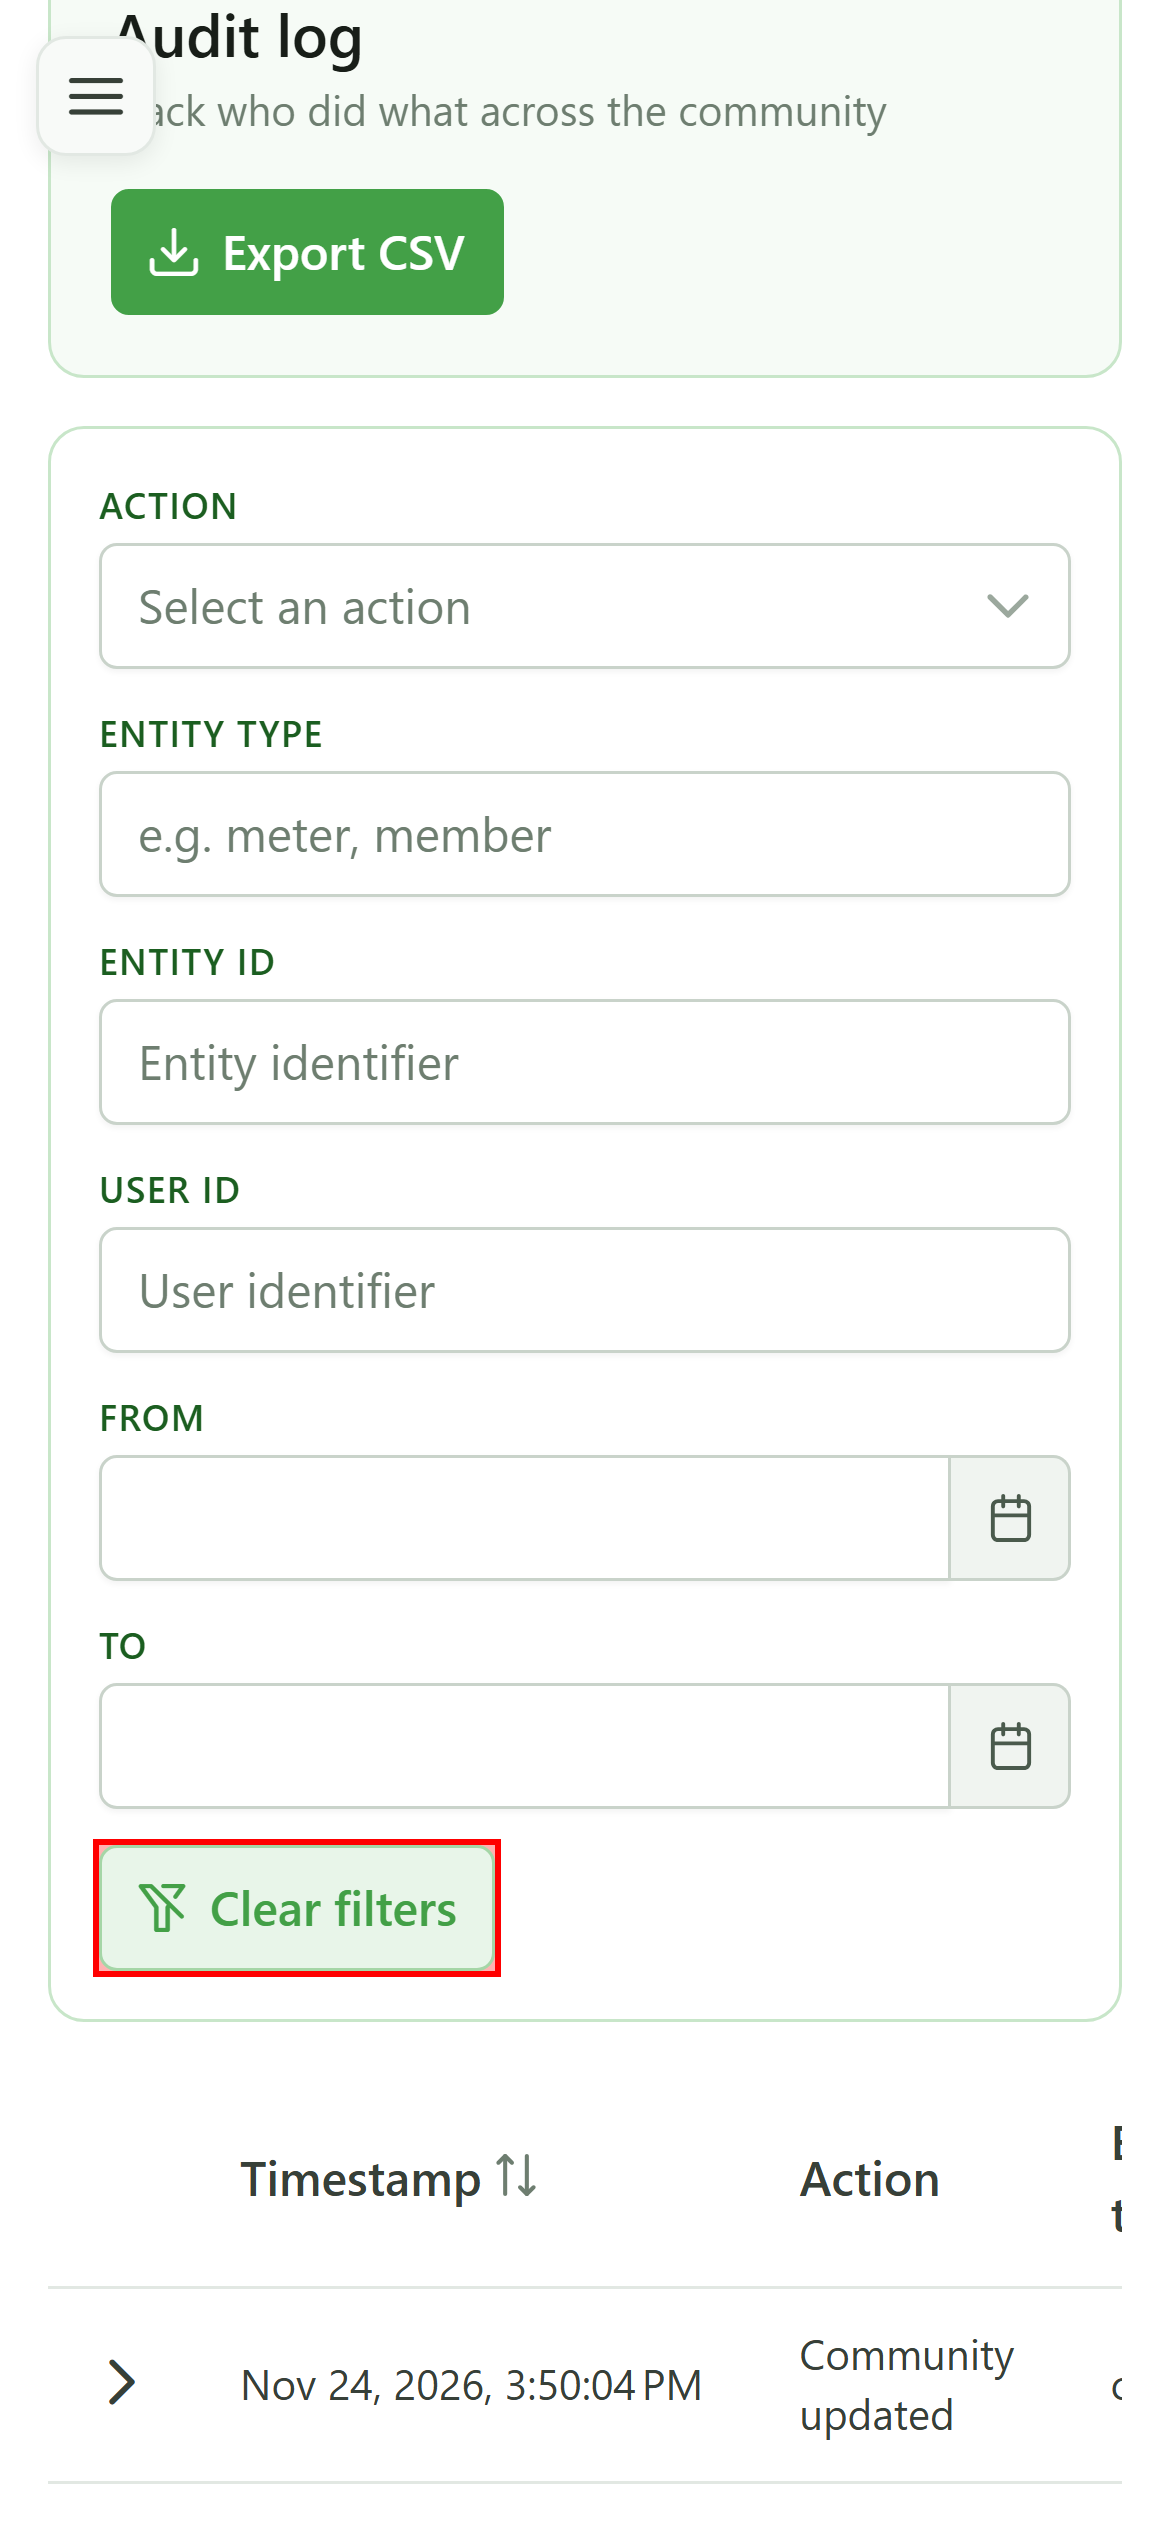 Audit log
who did what across the community
Export CSV
ACTION
Select an action
ENTITY TYPE
e.g. meter, member
ENTITY ID
Entity identifier
USER ID
User identifier
FROM
TO
Clear filters
Timestamp Action
Nov 24, 2026, 3:50:04 PM Community updated